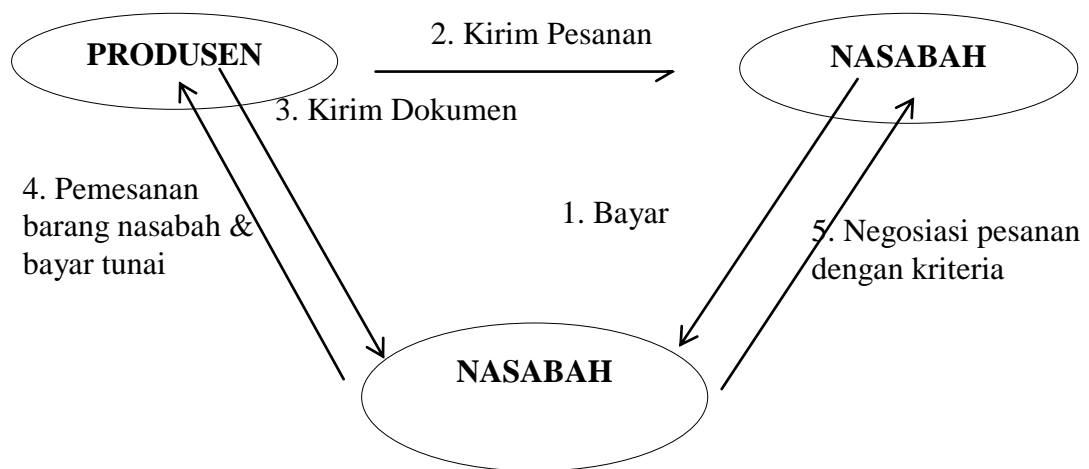 2. Kirim Pesanan
PRODUSEN
NASABAH
3. Kirim Dokumen
4. Pemesanan
barang nasabah &
bayar tunai
1. Bayar
5. Negosiasi pesanan
dengan kriteria
NASABAH